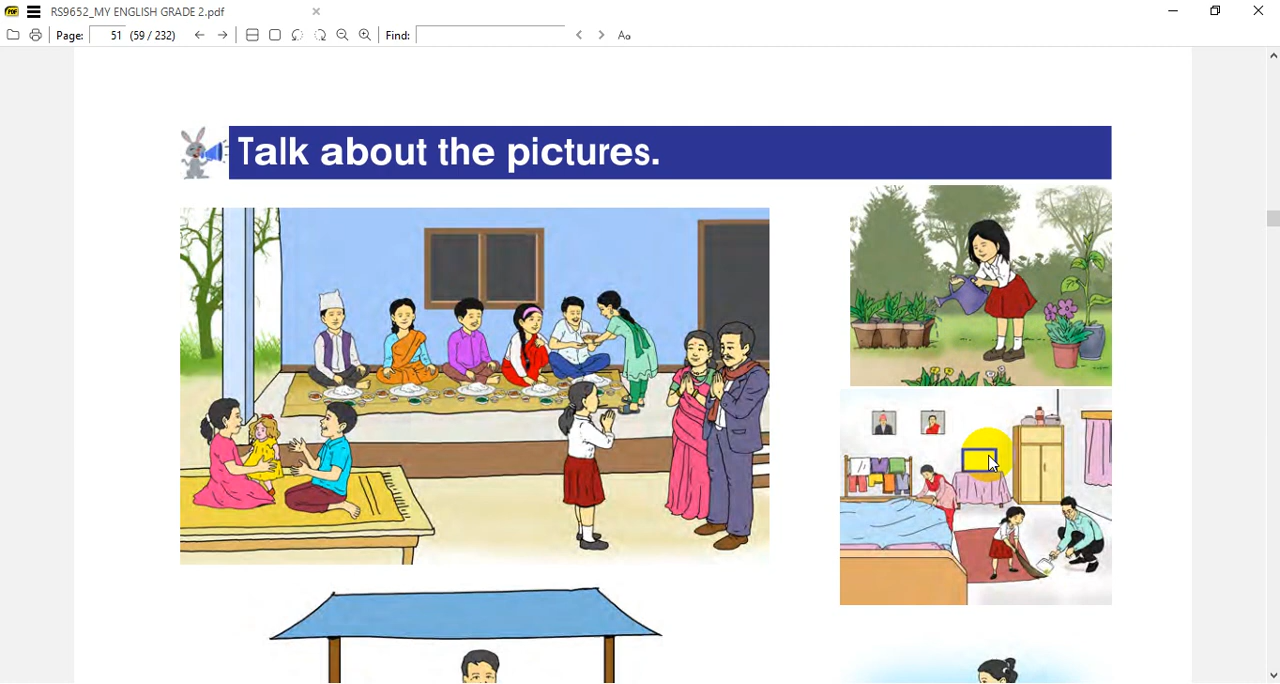 RS9652_MY ENGLISH GRADE 2.pdf
Page: 51 (59 / 232) Find: Aa
Talk about the pictures.